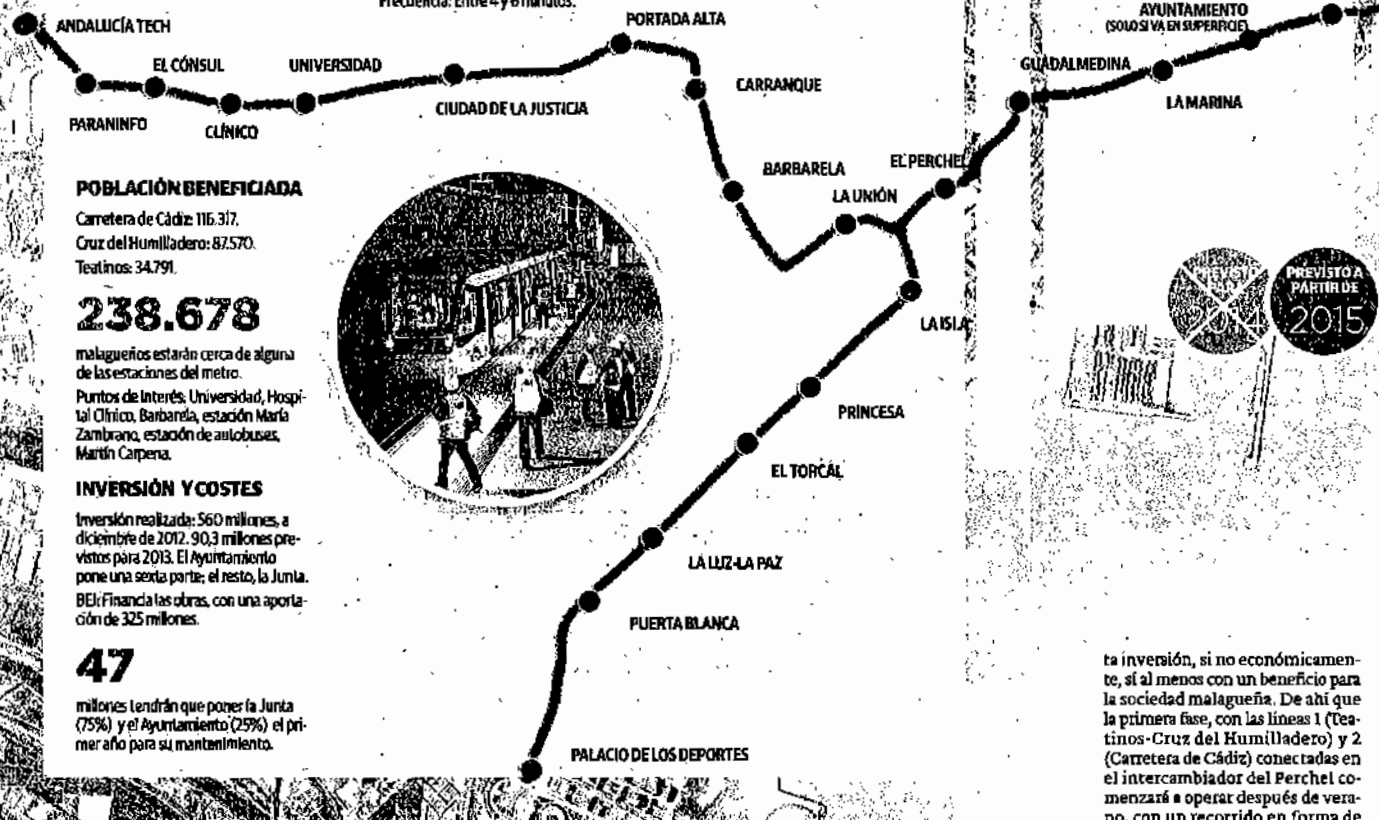 Frecuencia: Entre 4 y 6 minutos.
ANDALUCÍA TECH
EL CÓNSUL
UNIVERSIDAD
PORTADA ALTA
PARANINFO
CLÍNICO
CIUDAD DE LA JUSTICIA
CARRANQUE
BARBARELA
LA UNIÓN
EL PERCHEL
GUADALMEDINA
AYUNTAMIENTO
(SOLO SI VA EN SUPERFICIE)
LA MARINA
LA ISLA
PRINCESA
EL TORCAL
LA LUZ-LA PAZ
PUERTA BLANCA
PALACIO DE LOS DEPORTES
POBLACIÓN BENEFICIADA
Carretera de Cádiz: 116.317.
Cruz del Humilladero: 87.570.
Teatinos: 34.791.
238.678
malagueños estarán cerca de alguna
de las estaciones del metro.
Puntos de interés: Universidad, Hospi-
tal Clínico, Barbarela, estación María
Zambrano, estación de autobuses,
Martín Carpena.
INVERSIÓN Y COSTES
Inversión realizada: 560 millones, a
diciembre de 2012. 90,3 millones pre-
vistos para 2013. El Ayuntamiento
pone una sexta parte; el resto, la Junta.
BEI: Financia las obras, con una aporta-
ción de 325 millones.
47
millones tendrán que poner la Junta
(75%) y el Ayuntamiento (25%) el pri-
mer año para su mantenimiento.
PREVISTO
PARA
2014
PREVISTO A
PARTIR DE
2015
ta inversión, si no económicamen-
te, sí al menos con un beneficio para
la sociedad malagueña. De ahí que
la primera fase, con las líneas 1 (Tea-
tinos-Cruz del Humilladero) y 2
(Carretera de Cádiz) conectadas en
el intercambiador del Perchel co-
menzará a operar después de vera-
no, con un recorrido en forma de